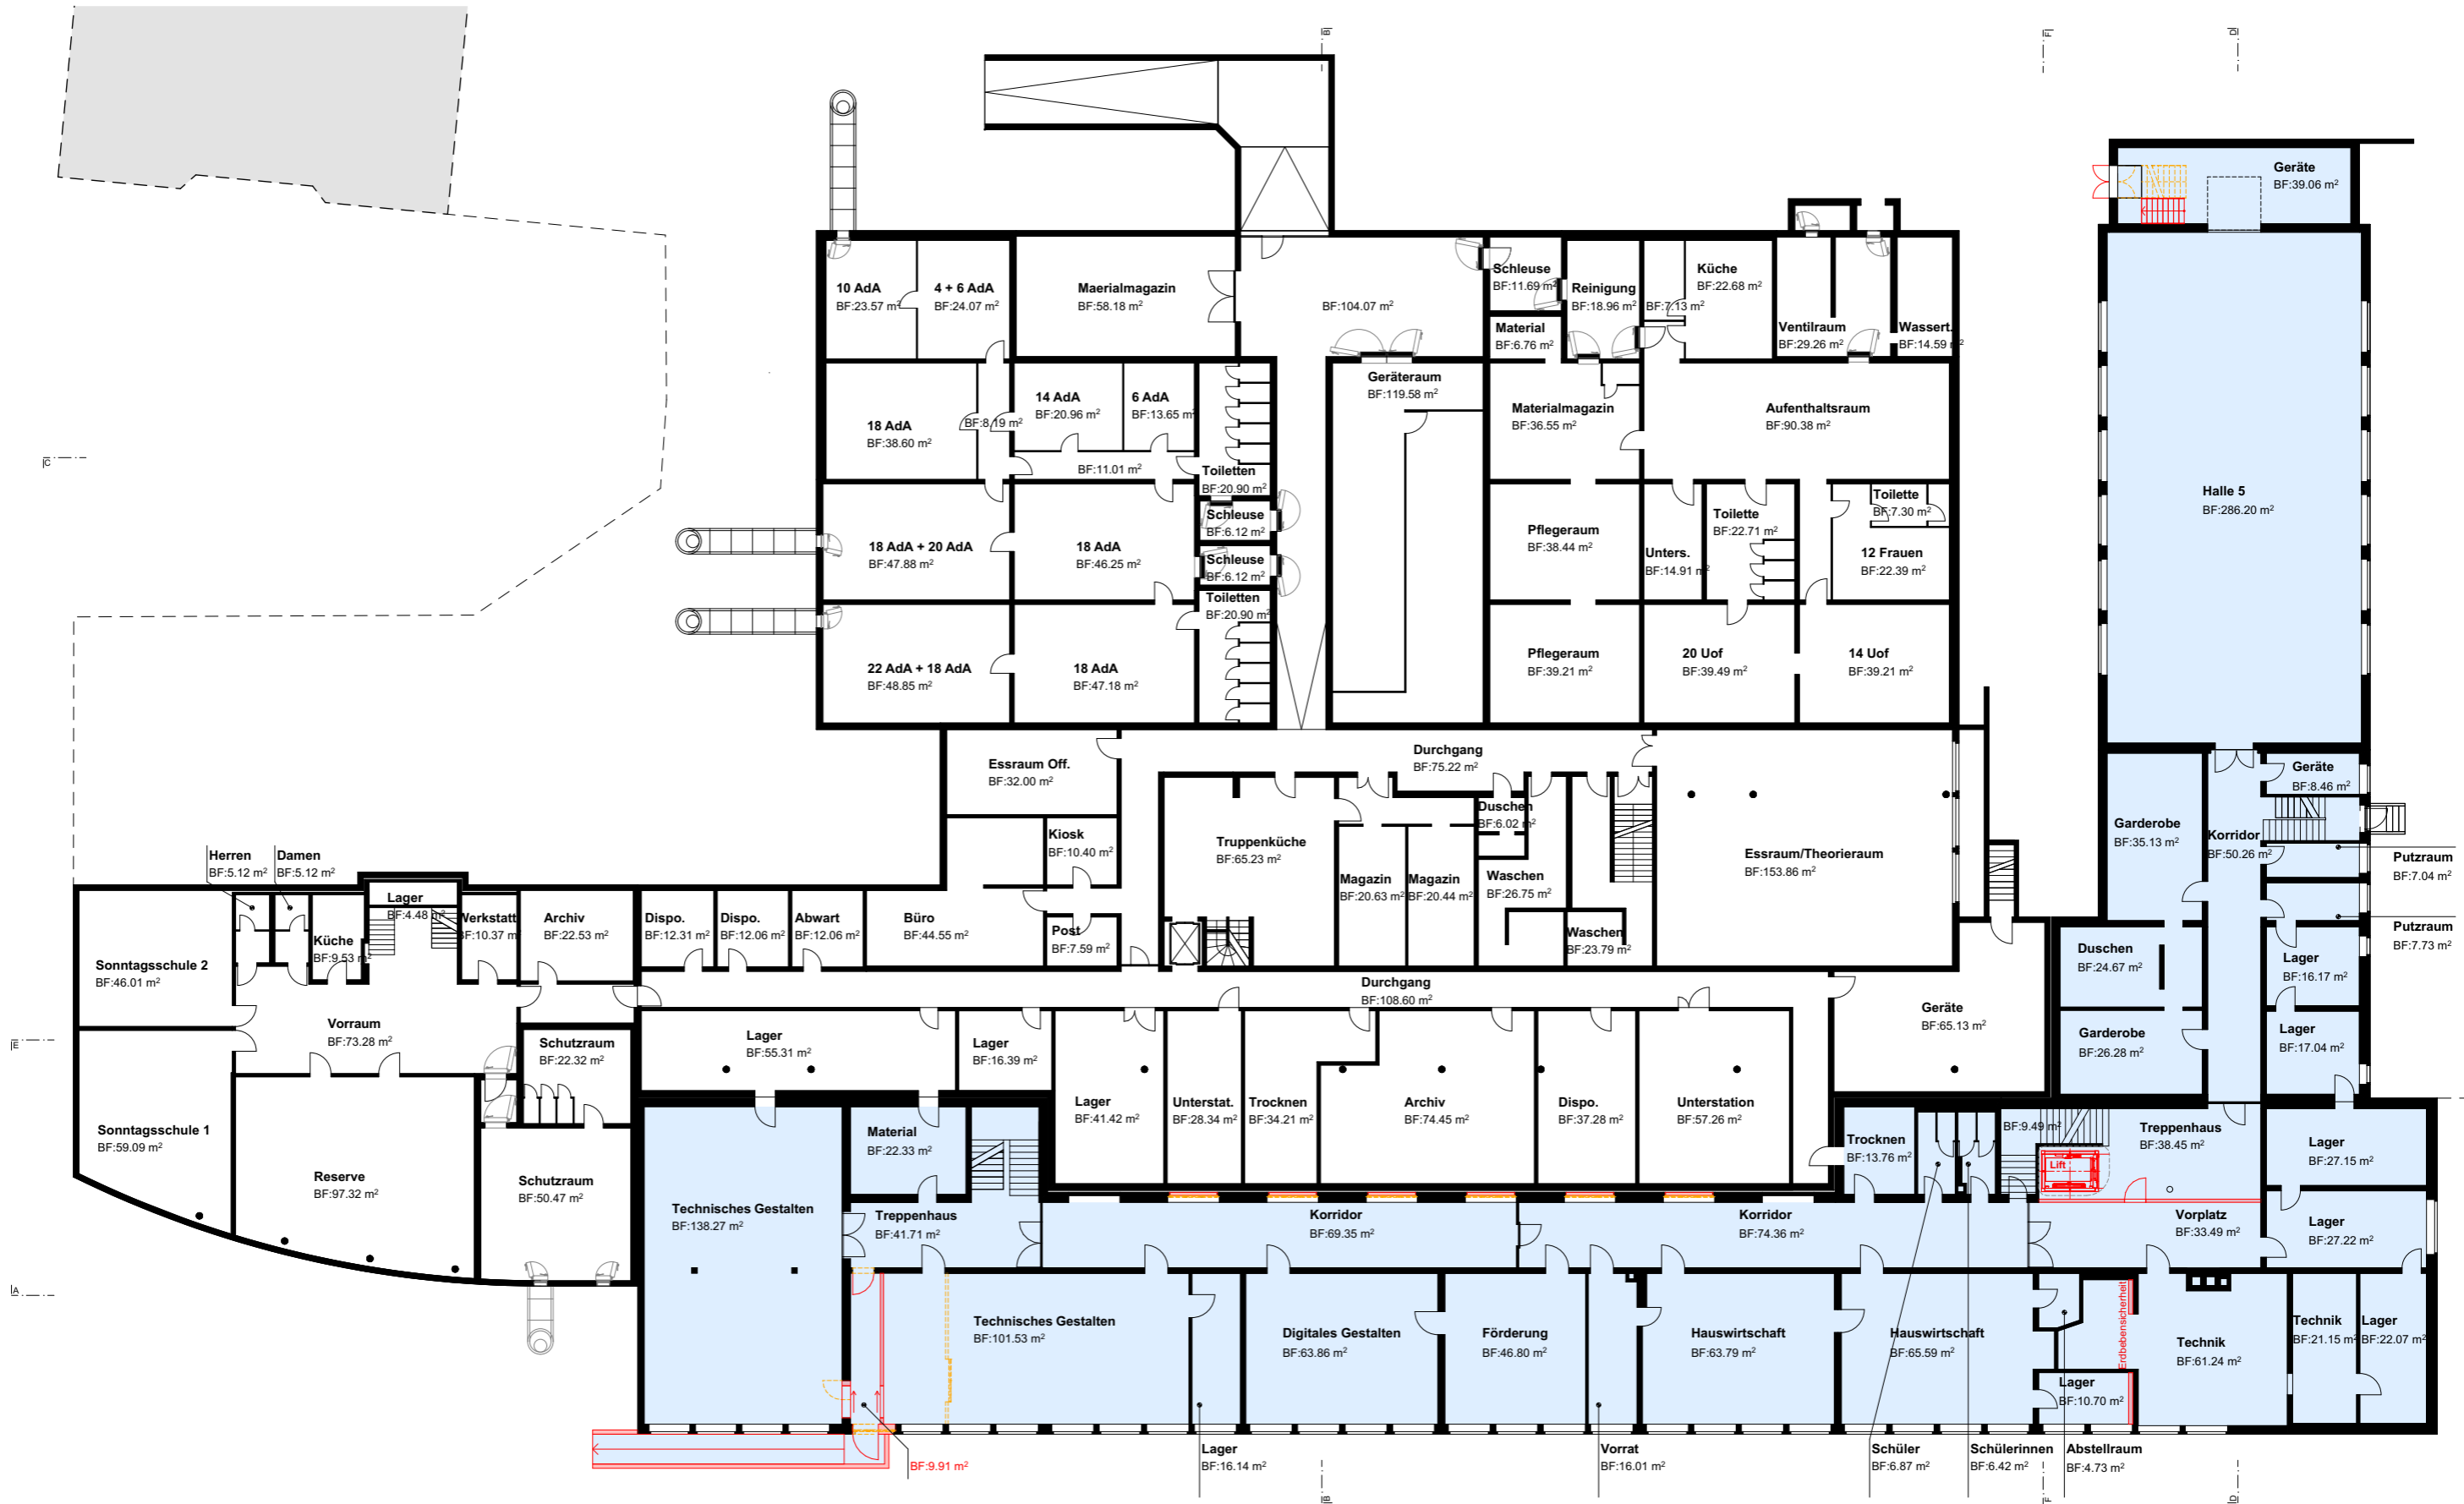 |B|
|F|
|D|
Geräte
BF:39.06 m²
10 AdA
BF:23.57 m²
4 + 6 AdA
BF:24.07 m²
Maerialmagazin
BF:58.18 m²
BF:104.07 m²
Schleuse
BF:11.69 m²
Reinigung
BF:18.96 m²
BF:7.13 m²
Küche
BF:22.68 m²
Material
BF:6.76 m²
Ventilraum
BF:29.26 m²
Wassert.
BF:14.59 m²
18 AdA
BF:38.60 m²
BF:8.19 m²
14 AdA
BF:20.96 m²
6 AdA
BF:13.65 m²
BF:11.01 m²
Toiletten
BF:20.90 m²
Geräteraum
BF:119.58 m²
Materialmagazin
BF:36.55 m²
Aufenthaltsraum
BF:90.38 m²
|C
Halle 5
BF:286.20 m²
Schleuse
BF:6.12 m²
Schleuse
BF:6.12 m²
Toiletten
BF:20.90 m²
18 AdA + 20 AdA
BF:47.88 m²
18 AdA
BF:46.25 m²
Pflegeraum
BF:38.44 m²
Unters.
BF:14.91 m²
Toilette
BF:22.71 m²
Toilette
BF:7.30 m²
12 Frauen
BF:22.39 m²
22 AdA + 18 AdA
BF:48.85 m²
18 AdA
BF:47.18 m²
Pflegeraum
BF:39.21 m²
20 Uof
BF:39.49 m²
14 Uof
BF:39.21 m²
Essraum Off.
BF:32.00 m²
Durchgang
BF:75.22 m²
Geräte
BF:8.46 m²
Kiosk
BF:10.40 m²
Truppenküche
BF:65.23 m²
Duschen
BF:6.02 m²
Magazin
BF:20.63 m²
Magazin
BF:20.44 m²
Waschen
BF:26.75 m²
Waschen
BF:23.79 m²
Essraum/Theorieraum
BF:153.86 m²
Garderobe
BF:35.13 m²
Korridor
BF:50.26 m²
Putzraum
BF:7.04 m²
Putzraum
BF:7.73 m²
Herren
BF:5.12 m²
Damen
BF:5.12 m²
Lager
BF:4.48 m²
Küche
BF:9.53 m²
Werkstatt
BF:10.37 m²
Archiv
BF:22.53 m²
Dispo.
BF:12.31 m²
Dispo.
BF:12.06 m²
Abwart
BF:12.06 m²
Büro
BF:44.55 m²
Post
BF:7.59 m²
Sonntagsschule 2
BF:46.01 m²
Duschen
BF:24.67 m²
Lager
BF:16.17 m²
Durchgang
BF:108.60 m²
Geräte
BF:65.13 m²
Vorraum
BF:73.28 m²
|E
Schutzraum
BF:22.32 m²
Lager
BF:55.31 m²
Lager
BF:16.39 m²
Garderobe
BF:26.28 m²
Lager
BF:17.04 m²
Lager
BF:41.42 m²
Unterstat.
BF:28.34 m²
Trocknen
BF:34.21 m²
Archiv
BF:74.45 m²
Dispo.
BF:37.28 m²
Unterstation
BF:57.26 m²
Sonntagsschule 1
BF:59.09 m²
Reserve
BF:97.32 m²
Schutzraum
BF:50.47 m²
Material
BF:22.33 m²
Trocknen
BF:13.76 m²
BF:9.49 m²
Treppenhaus
BF:38.45 m²
Lift
Lager
BF:27.15 m²
Technisches Gestalten
BF:138.27 m²
Treppenhaus
BF:41.71 m²
Korridor
BF:69.35 m²
Korridor
BF:74.36 m²
Vorplatz
BF:33.49 m²
Lager
BF:27.22 m²
|A
Technisches Gestalten
BF:101.53 m²
Digitales Gestalten
BF:63.86 m²
Förderung
BF:46.80 m²
Hauswirtschaft
BF:63.79 m²
Hauswirtschaft
BF:65.59 m²
Erdbebensicherheit
Technik
BF:61.24 m²
Technik
BF:21.15 m²
Lager
BF:22.07 m²
Lager
BF:10.70 m²
BF:9.91 m²
Lager
BF:16.14 m²
Vorrat
BF:16.01 m²
Schüler
BF:6.87 m²
Schülerinnen
BF:6.42 m²
Abstellraum
BF:4.73 m²
|B
|F
|D